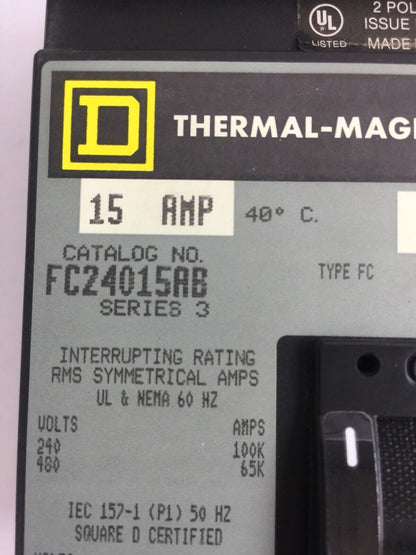 2 POL
UL ISSUE
LISTED MADE
D THERMAL-MAG
15 AMP 40° C.
CATALOG NO.
FC24015AB TYPE FC
SERIES 3
INTERRUPTING RATING
RMS SYMMETRICAL AMPS
UL & NEMA 60 HZ
VOLTS AMPS
240 100K
480 65K
IEC 157-1 (P1) 50 HZ
SQUARE D CERTIFIED